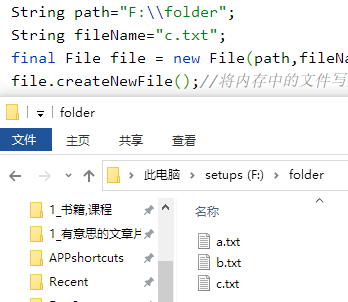 String path="F:\\folder";
String fileName="c.txt";
final File file = new File(path,fileNa
file.createNewFile();//将内存中的文件写
folder
文件 主页 共享 查看
此电脑 > setups (F:) > folder
1_书籍,课程
1_有意思的文章片
APPshortcuts
Recent
名称
a.txt
b.txt
c.txt